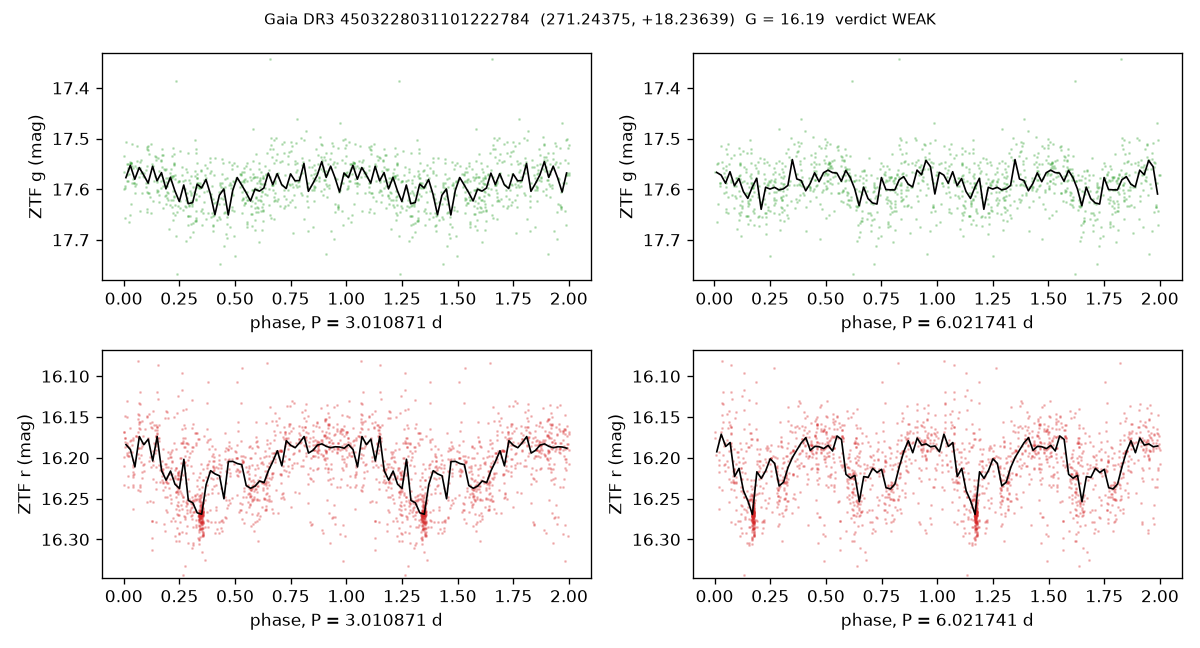 Gaia DR3 4503228031101222784  (271.24375, +18.23639)  G = 16.19  verdict WEAK
ZTF g (mag)
17.4
17.5
17.6
17.7
0.00 0.25 0.50 0.75 1.00 1.25 1.50 1.75 2.00
phase, P = 3.010871 d
ZTF g (mag)
17.4
17.5
17.6
17.7
0.00 0.25 0.50 0.75 1.00 1.25 1.50 1.75 2.00
phase, P = 6.021741 d
ZTF r (mag)
16.10
16.15
16.20
16.25
16.30
0.00 0.25 0.50 0.75 1.00 1.25 1.50 1.75 2.00
phase, P = 3.010871 d
ZTF r (mag)
16.10
16.15
16.20
16.25
16.30
0.00 0.25 0.50 0.75 1.00 1.25 1.50 1.75 2.00
phase, P = 6.021741 d